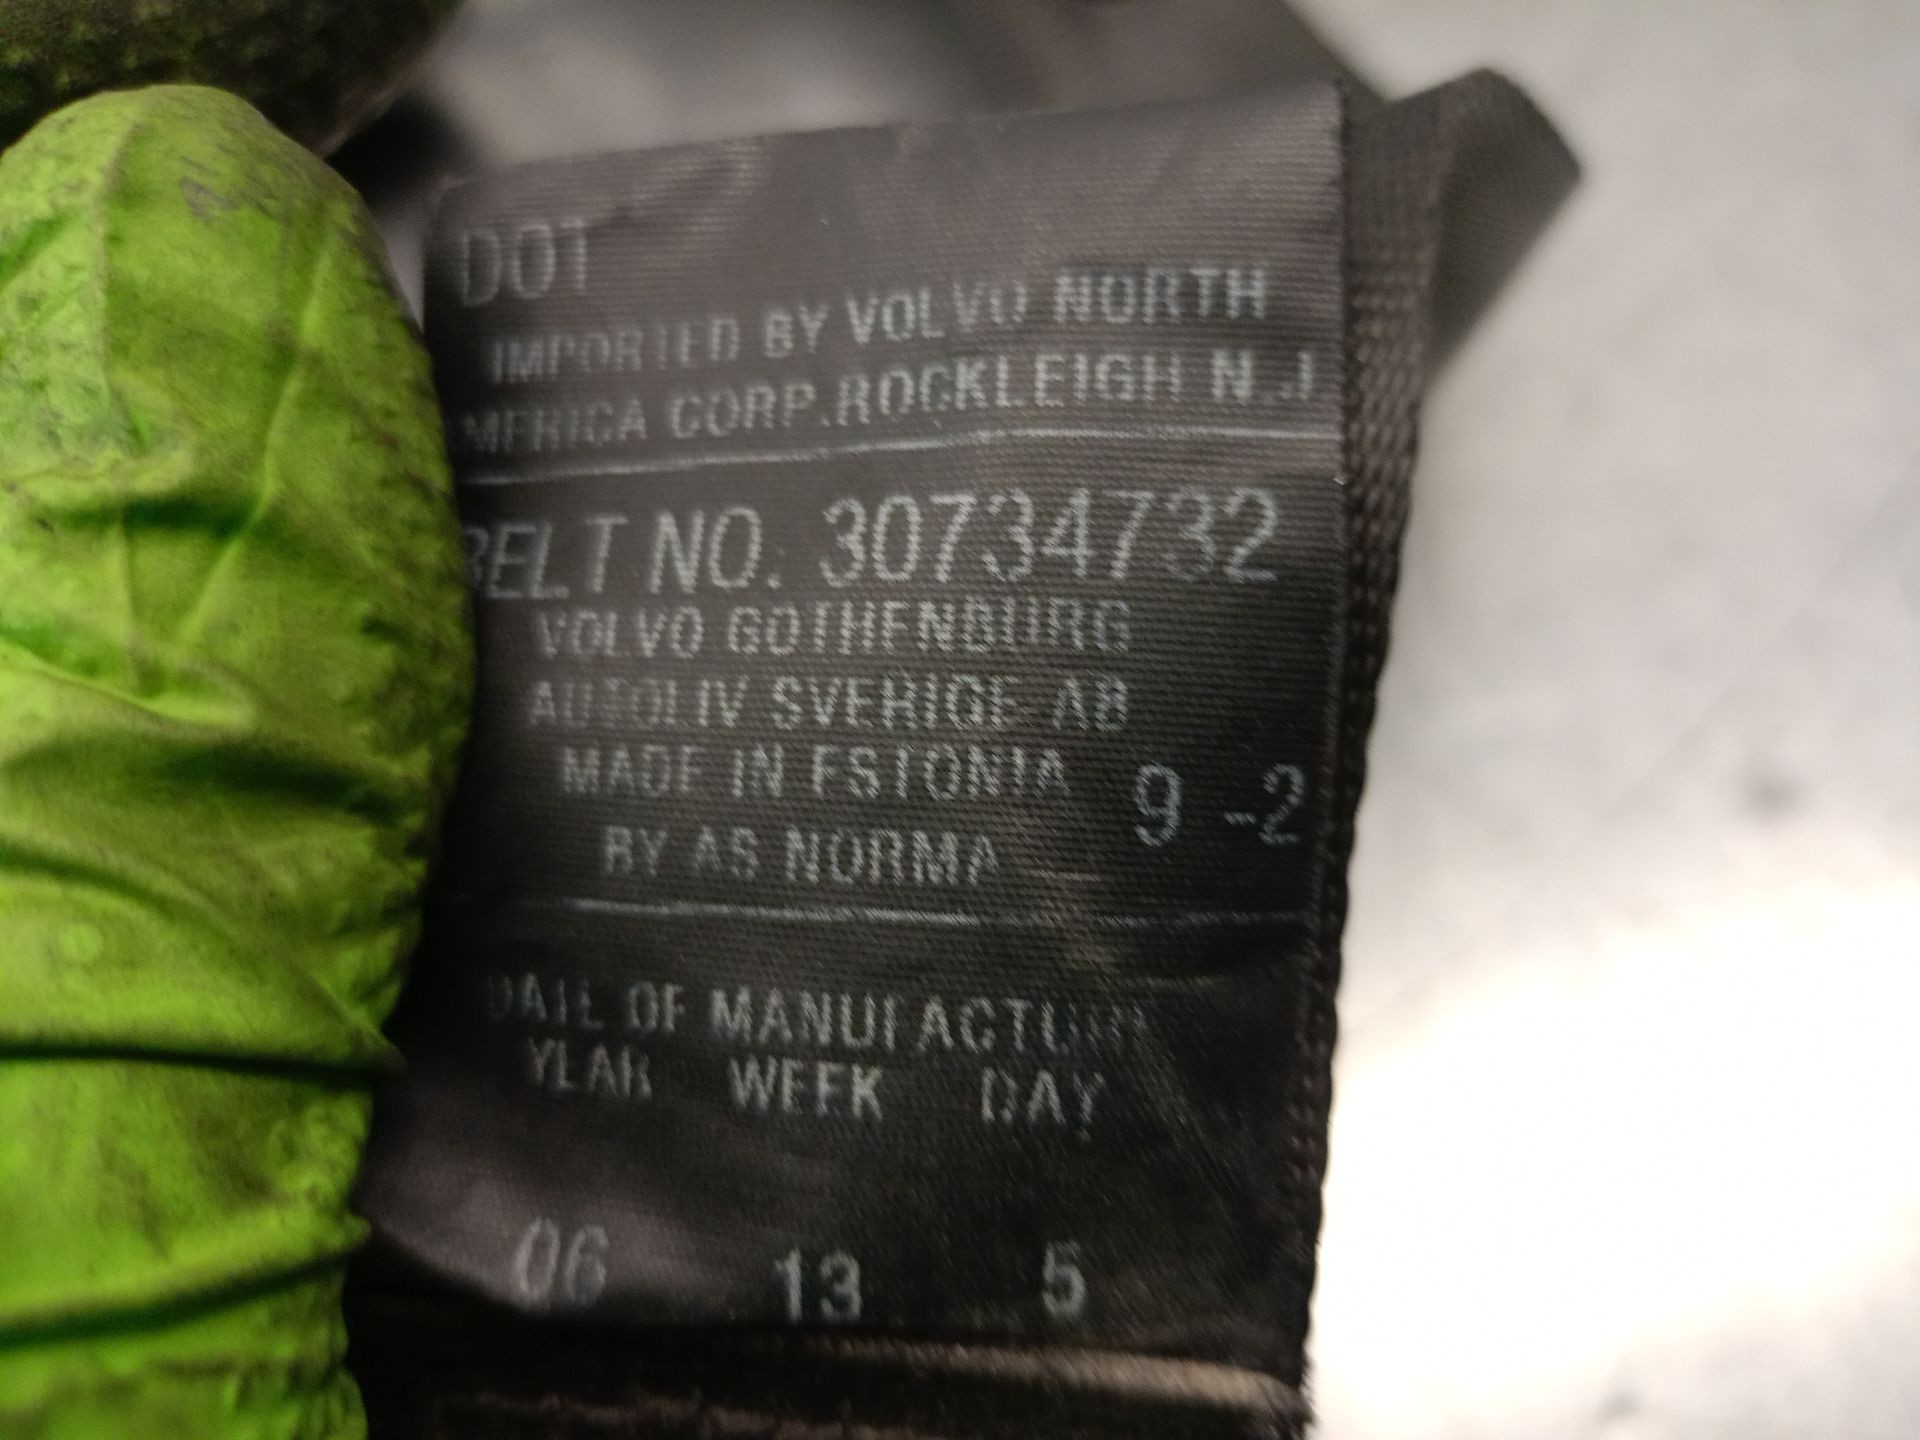 DOT
IMPORTED BY VOLVO NORTH
AMERICA CORP.ROCKLEIGH N.J
BELT NO. 30734732
VOLVO GOTHENBURG
AUTOLIV SVERIGE AB
MADE IN ESTONIA 9 -2
BY AS NORMA
DATE OF MANUFACTURE
YEAR WEEK DAY
06 13 5